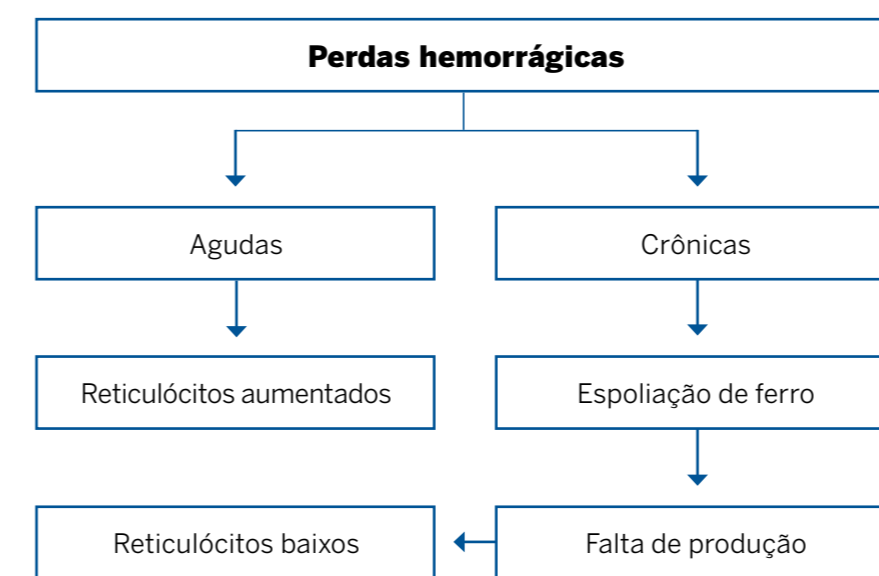 Perdas hemorrágicas
Agudas
Crônicas
Reticulócitos aumentados
Espoliação de ferro
Reticulócitos baixos
Falta de produção